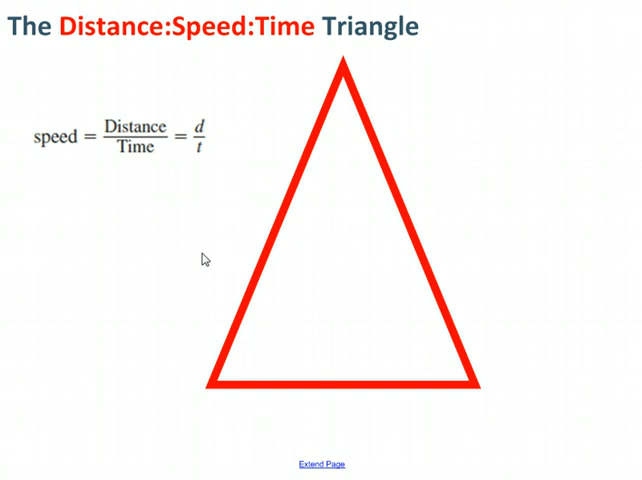 The Distance:Speed:Time Triangle
speed = Distance/Time = d/t
Extend Page